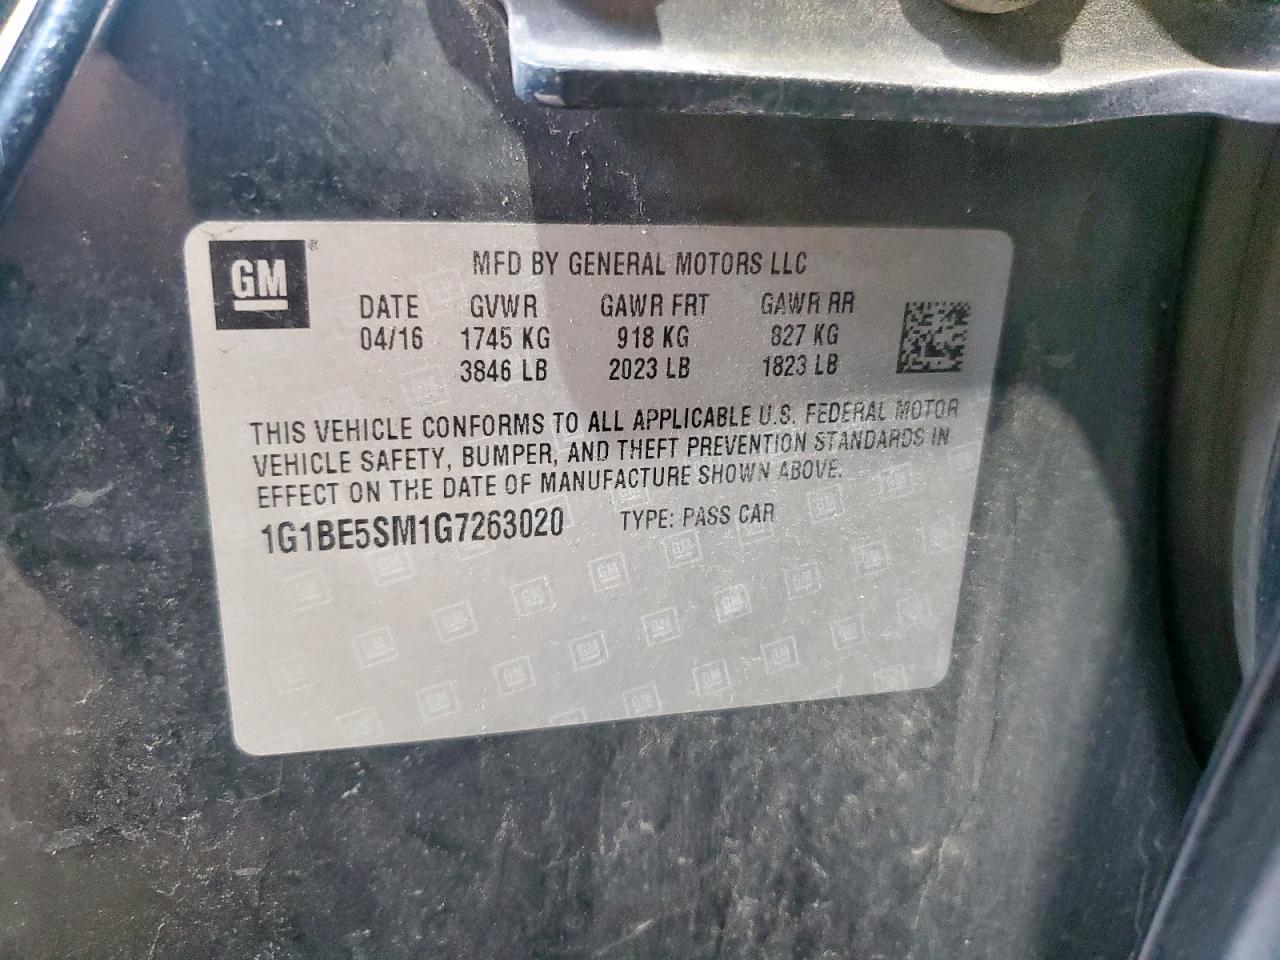 GM®
MFD BY GENERAL MOTORS LLC
DATE GVWR GAWR FRT GAWR RR
04/16 1745 KG 918 KG 827 KG
3846 LB 2023 LB 1823 LB
THIS VEHICLE CONFORMS TO ALL APPLICABLE U.S. FEDERAL MOTOR
VEHICLE SAFETY, BUMPER, AND THEFT PREVENTION STANDARDS IN
EFFECT ON THE DATE OF MANUFACTURE SHOWN ABOVE.
1G1BE5SM1G7263020 TYPE: PASS CAR